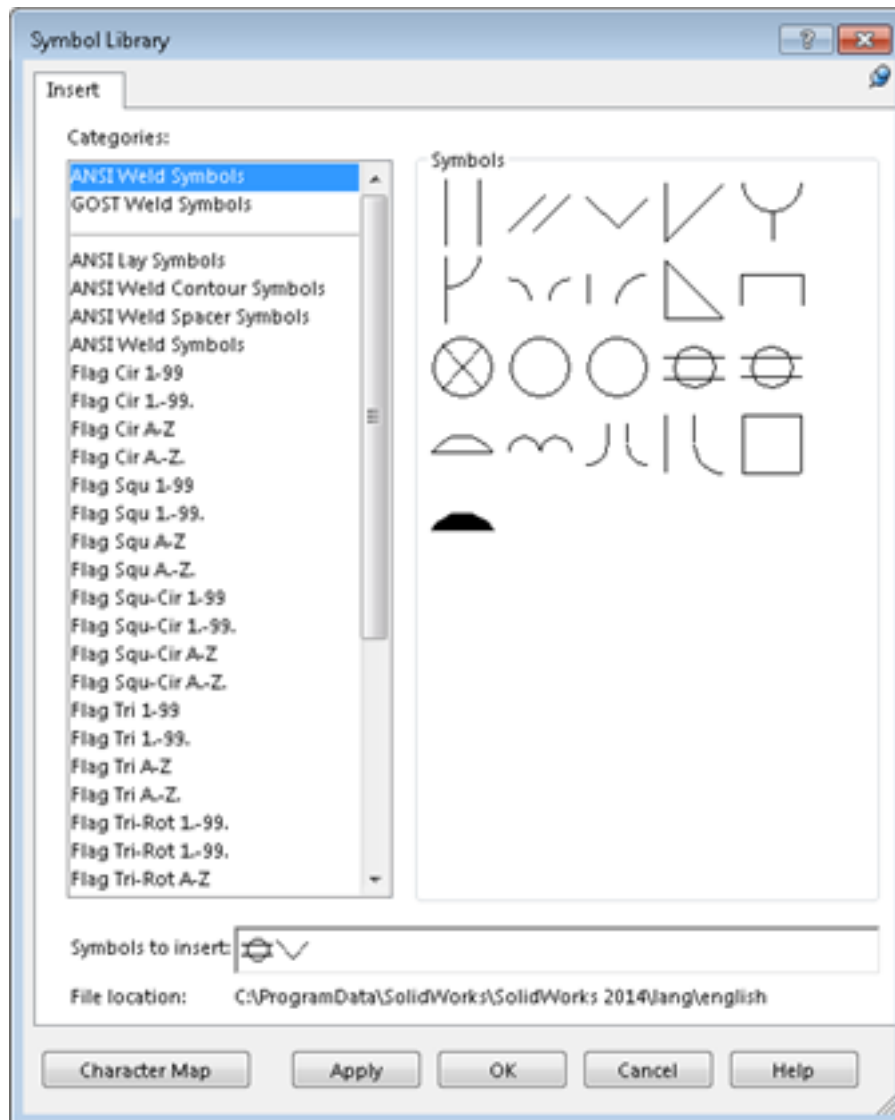 Symbol Library
Insert
Categories:
ANSI Weld Symbols
GOST Weld Symbols
ANSI Lay Symbols
ANSI Weld Contour Symbols
ANSI Weld Spacer Symbols
ANSI Weld Symbols
Flag Cir 1-99
Flag Cir 1.-99.
Flag Cir A-Z
Flag Cir A.-Z.
Flag Squ 1-99
Flag Squ 1.-99.
Flag Squ A-Z
Flag Squ A.-Z.
Flag Squ-Cir 1-99
Flag Squ-Cir 1.-99.
Flag Squ-Cir A-Z
Flag Squ-Cir A.-Z.
Flag Tri 1-99
Flag Tri 1.-99.
Flag Tri A-Z
Flag Tri A.-Z.
Flag Tri-Rot 1.-99.
Flag Tri-Rot 1.-99.
Flag Tri-Rot A-Z
Symbols
Symbols to insert:
File location: C:\ProgramData\SolidWorks\SolidWorks 2014\lang\english
Character Map Apply OK Cancel Help